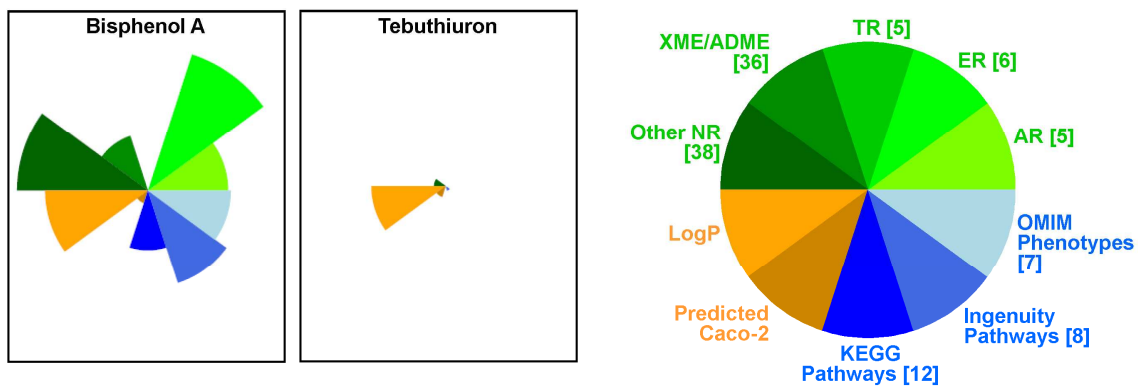 Bisphenol A
Tebuthiuron
TR [5]
XME/ADME
[36]
ER [6]
Other NR
[38]
AR [5]
LogP
OMIM
Phenotypes
[7]
Predicted
Caco-2
Ingenuity
Pathways [8]
KEGG
Pathways [12]